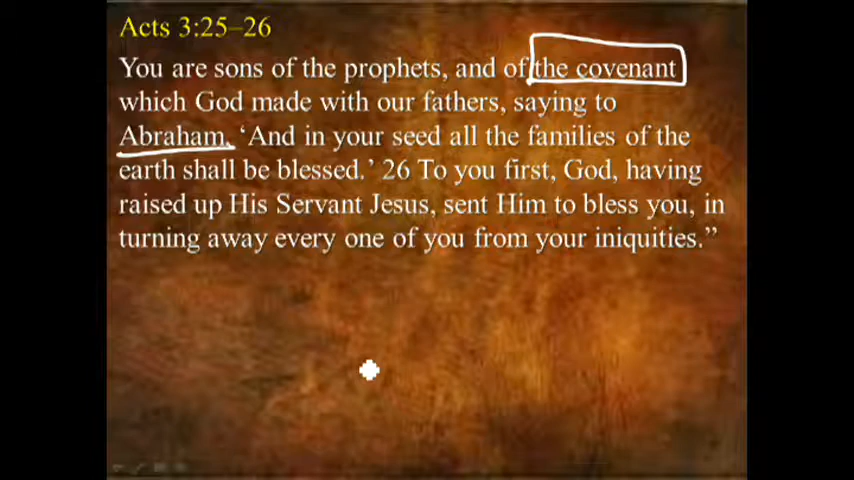 Acts 3:25–26
You are sons of the prophets, and of the covenant
which God made with our fathers, saying to
Abraham, ‘And in your seed all the families of the
earth shall be blessed.’ 26 To you first, God, having
raised up His Servant Jesus, sent Him to bless you, in
turning away every one of you from your iniquities.”